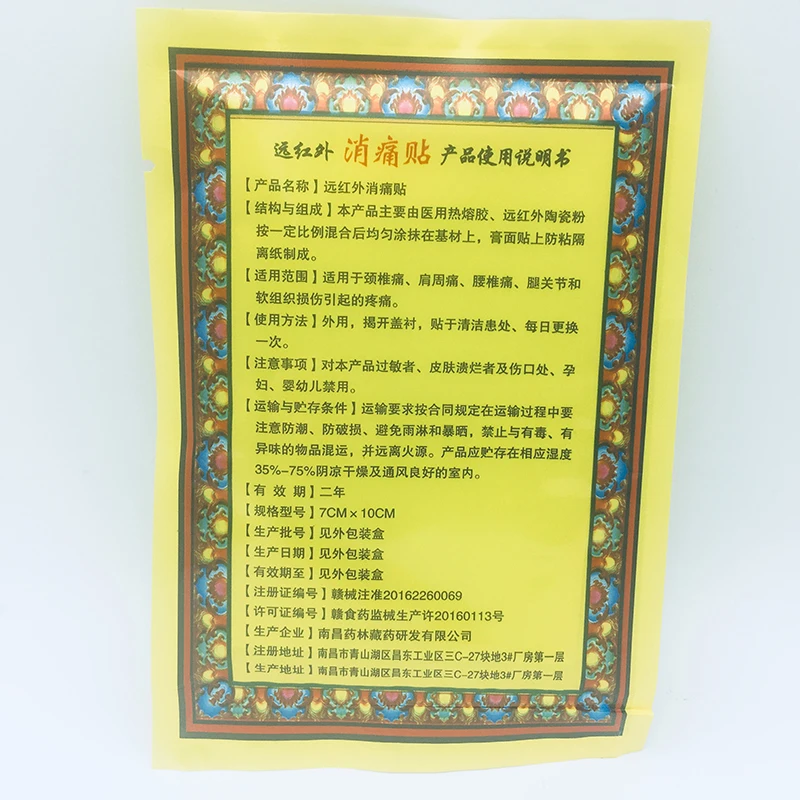 远红外 消痛贴 产品使用说明书
【产品名称】远红外消痛贴
【结构与组成】本产品主要由医用热熔胶、远红外陶瓷粉
按一定比例混合后均匀涂抹在基材上，膏面贴上防粘隔
离纸制成。
【适用范围】适用于颈椎痛、肩周痛、腰椎痛、腿关节和
软组织损伤引起的疼痛。
【使用方法】外用，揭开盖衬，贴于清洁患处、每日更换
一次。
【注意事项】对本产品过敏者、皮肤溃烂者及伤口处、孕
妇、婴幼儿禁用。
【运输与贮存条件】运输要求按合同规定在运输过程中要
注意防潮、防破损、避免雨淋和暴晒，禁止与有毒、有
异味的物品混运，并远离火源。产品应贮存在相应湿度
35%-75%阴凉干燥及通风良好的室内。
【有 效 期】二年
【规格型号】7CM×10CM
【生产批号】见外包装盒
【生产日期】见外包装盒
【有效期至】见外包装盒
【注册证编号】赣械注准20162260069
【许可证编号】赣食药监械生产许20160113号
【生产企业】南昌药林藏药研发有限公司
【注册地址】南昌市青山湖区昌东工业区三C-27块地3#厂房第一层
【生产地址】南昌市青山湖区昌东工业区三C-27块地3#厂房第一层